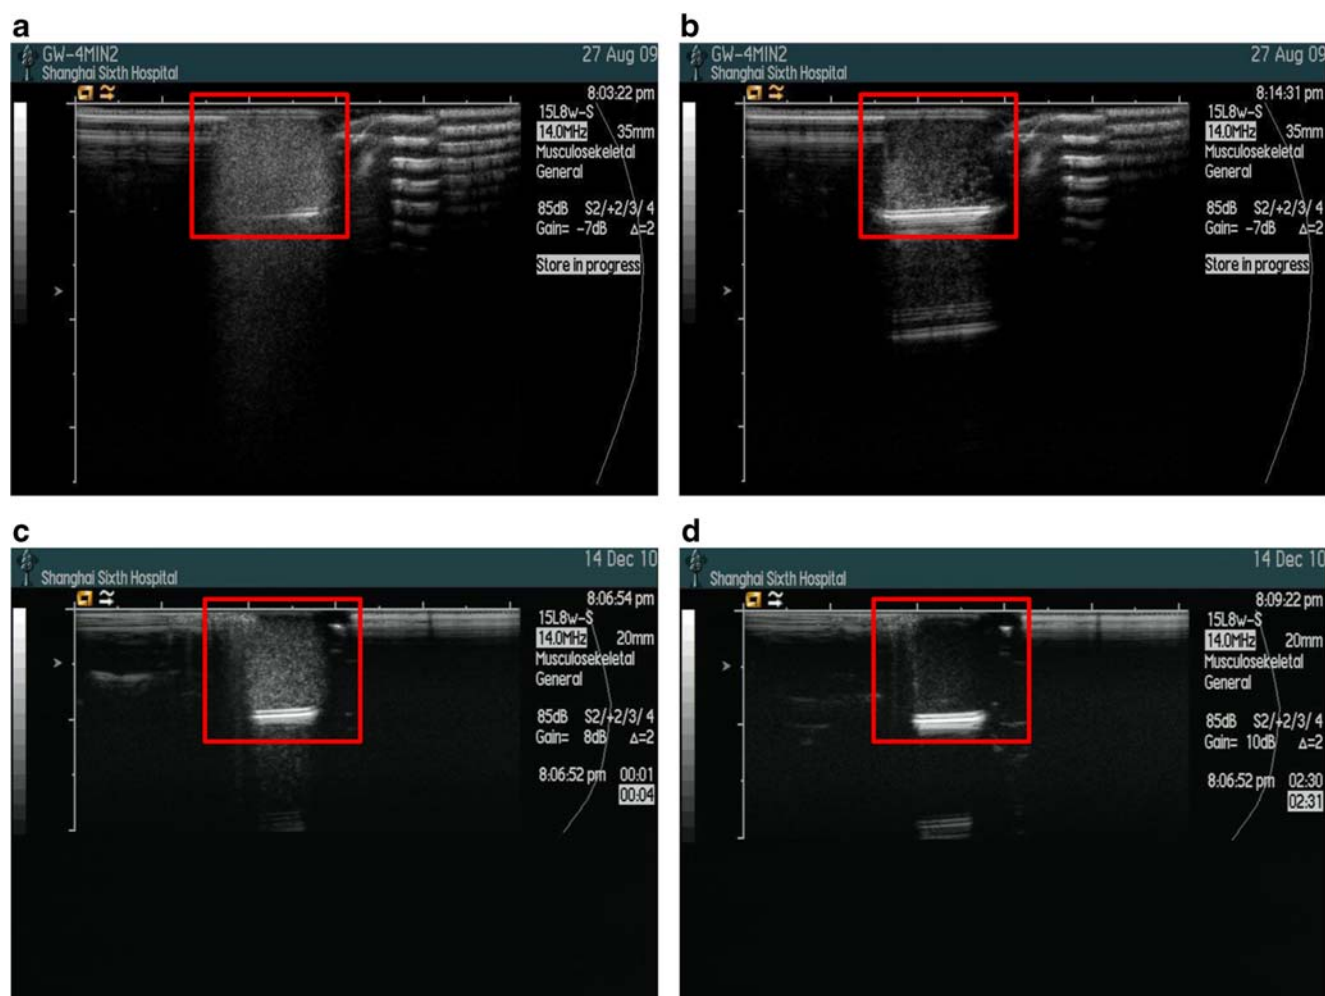 a
GW-4MIN2
27 Aug 09
Shanghai Sixth Hospital
8:03:22 pm
15L8w-S
14.0MHz 35mm
Musculosekeletal
General
85dB S2/+2/3/ 4
Gain= -7dB Δ=2
Store in progress
b
GW-4MIN2
27 Aug 09
Shanghai Sixth Hospital
8:14:31 pm
15L8w-S
14.0MHz 35mm
Musculosekeletal
General
85dB S2/+2/3/ 4
Gain= -7dB Δ=2
Store in progress
c
14 Dec 10
Shanghai Sixth Hospital
8:06:54 pm
15L8w-S
14.0MHz 20mm
Musculosekeletal
General
85dB S2/+2/3/ 4
Gain= 8dB Δ=2
8:06:52 pm 00:01
00:04
d
14 Dec 10
Shanghai Sixth Hospital
8:09:22 pm
15L8w-S
14.0MHz 20mm
Musculosekeletal
General
85dB S2/+2/3/ 4
Gain= 10dB Δ=2
8:06:52 pm 02:30
02:31